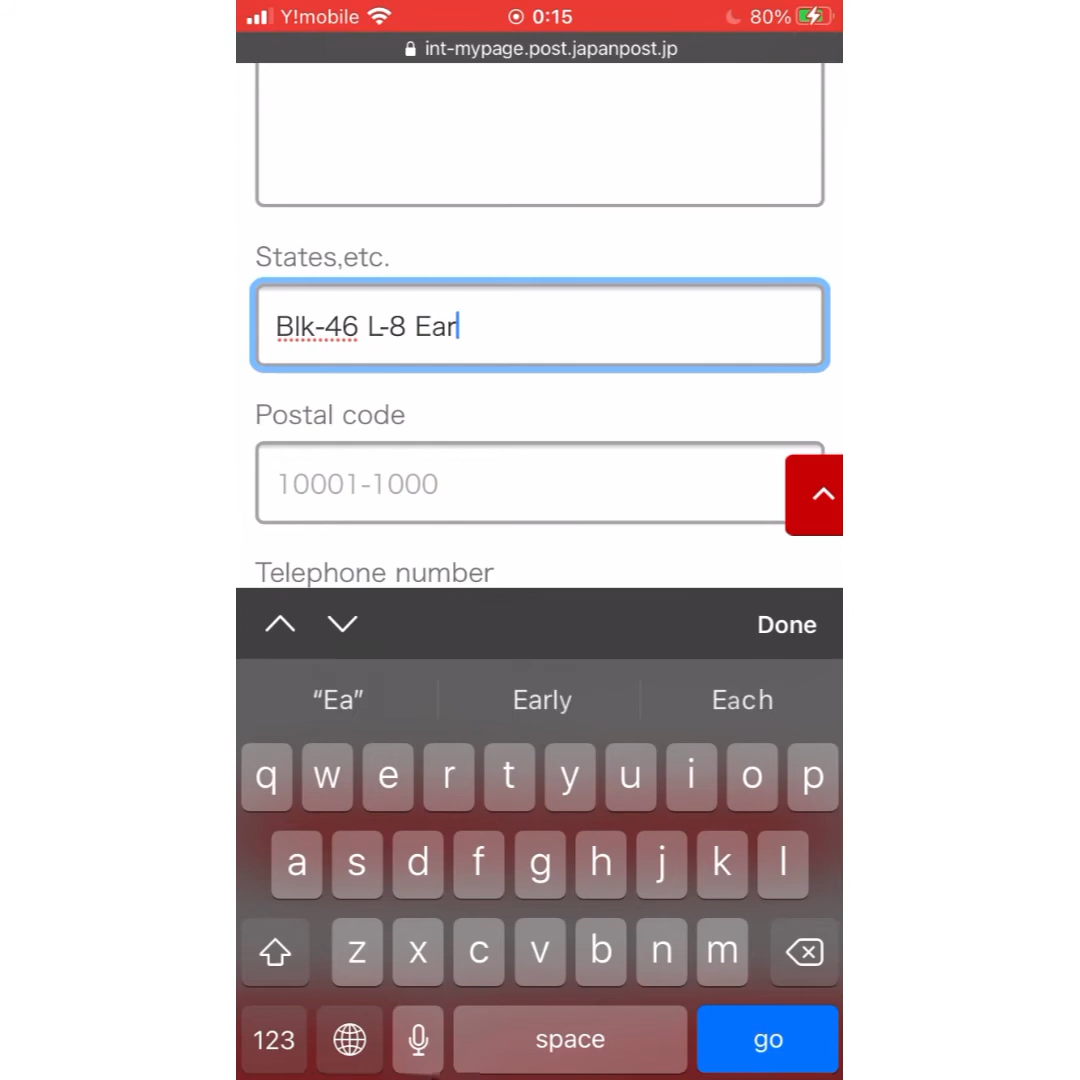 Y!mobile 0:15 80%
int-mypage.post.japanpost.jp
States,etc.
Blk-46 L-8 Ear
Postal code
10001-1000
Telephone number
Done
“Ea” Early Each
q w e r t y u i o p
a s d f g h j k l
z x c v b n m
123 space go